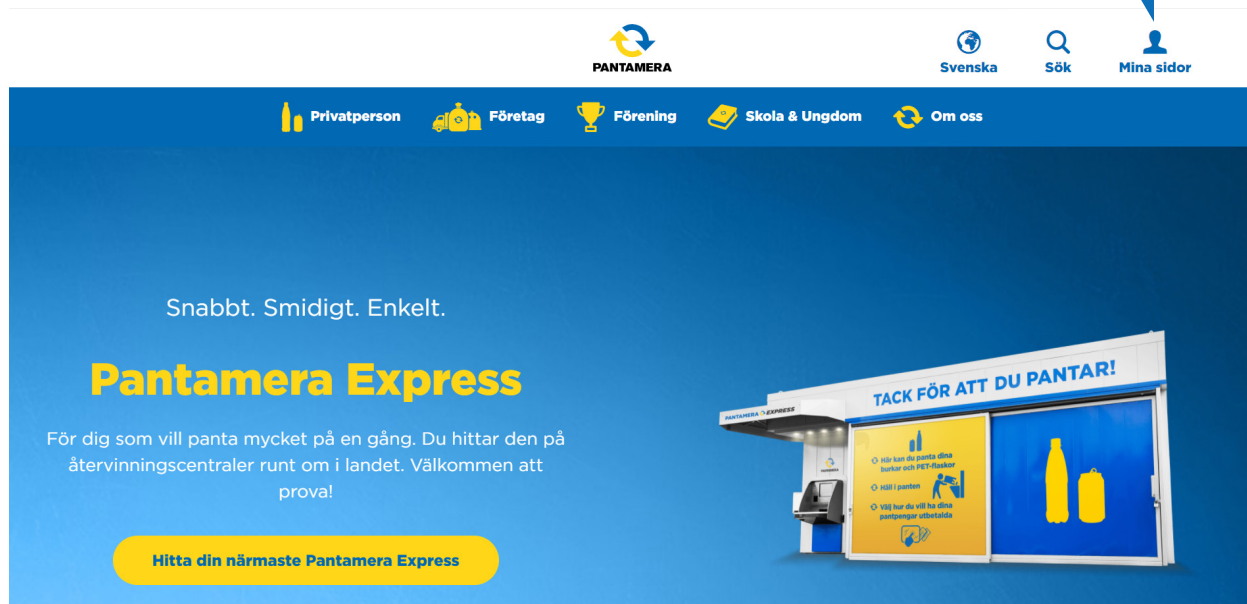 PANTAMERA
Svenska
Sök
Mina sidor
Privatperson
Företag
Förening
Skola & Ungdom
Om oss
Snabbt. Smidigt. Enkelt.
Pantamera Express
För dig som vill panta mycket på en gång. Du hittar den på
återvinningscentraler runt om i landet. Välkommen att
prova!
Hitta din närmaste Pantamera Express
TACK FÖR ATT DU PANTAR!
PANTAMERA EXPRESS
PANTAMERA
Här kan du panta dina
burkar och PET-flaskor
Häll i panten
Välj hur du vill ha dina
pantpengar utbetalda